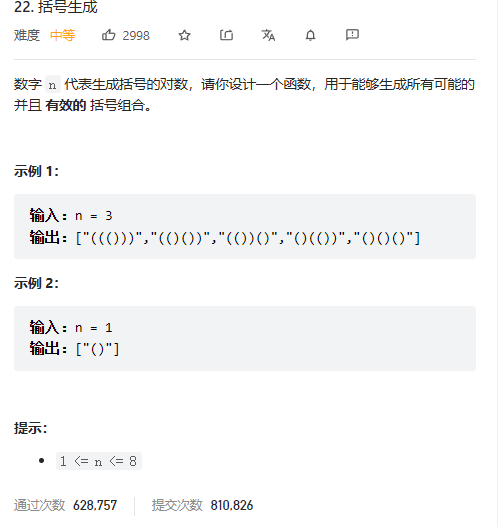 22. 括号生成
难度 中等 2998
数字 n 代表生成括号的对数，请你设计一个函数，用于能够生成所有可能的
并且 有效的 括号组合。
示例 1：
输入：n = 3
输出：["((()))","(()())","(())()","()(())","()()()"]
示例 2：
输入：n = 1
输出：["()"]
提示：
1 <= n <= 8
通过次数 628,757 提交次数 810,826